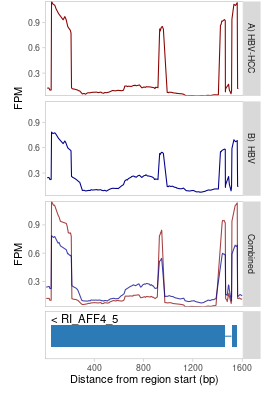 0.9
0.6
0.3
A) HBV-HCC
FPM
0.9
0.6
0.3
B) HBV
0.9
0.6
0.3
Combined
FPM
< RI_AFF4_5
400
800
1200
1600
Distance from region start (bp)